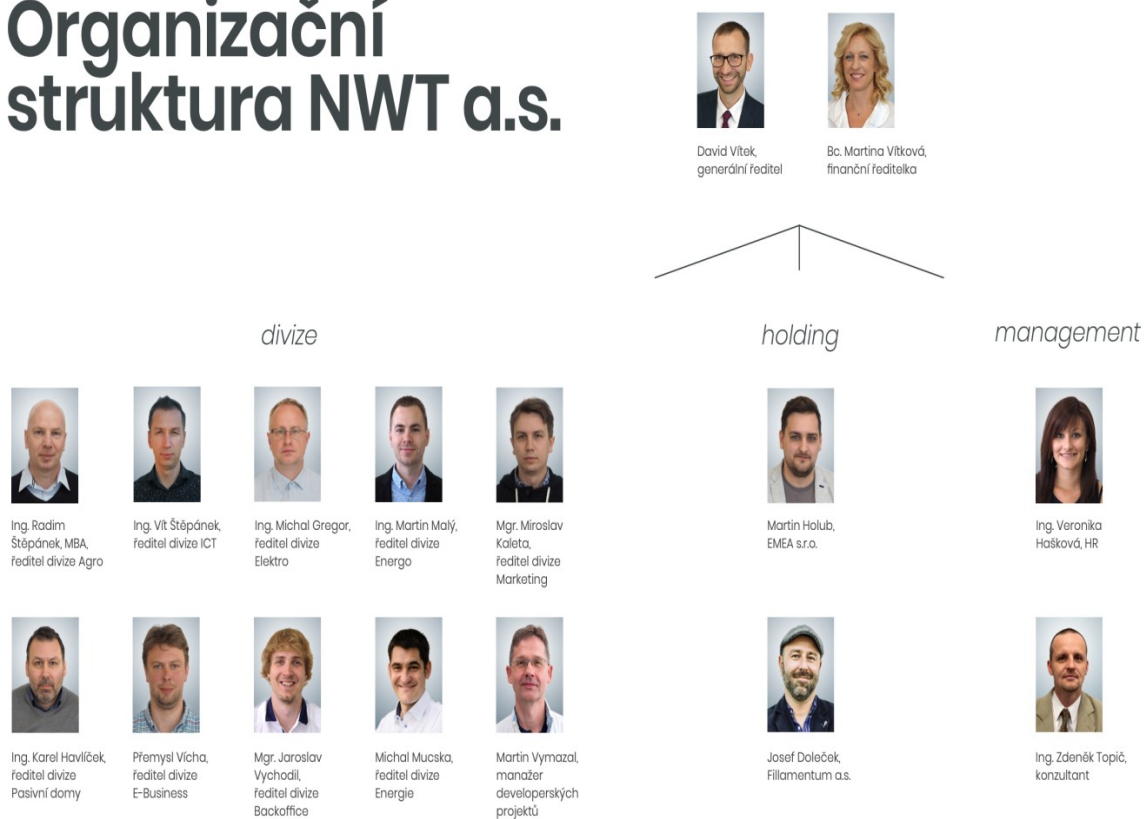 Organizační
struktura NWT a.s.
David Vítek,
generální ředitel
Bc. Martina Vítková,
finanční ředitelka
divize
holding
management
Ing. Radim
Štěpánek, MBA,
ředitel divize Agro
Ing. Vít Štěpánek,
ředitel divize ICT
Ing. Michal Gregor,
ředitel divize
Elektro
Ing. Martin Malý,
ředitel divize
Energo
Mgr. Miroslav
Kaleta,
ředitel divize
Marketing
Martin Holub,
EMEA s.r.o.
Ing. Veronika
Hašková, HR
Ing. Karel Havlíček,
ředitel divize
Pasivní domy
Přemysl Vícha,
ředitel divize
E-Business
Mgr. Jaroslav
Vychodil,
ředitel divize
Backoffice
Michal Mucska,
ředitel divize
Energie
Martin Vymazal,
manažer
developerských
projektů
Josef Doleček,
Fillamentum a.s.
Ing. Zdeněk Topič,
konzultant